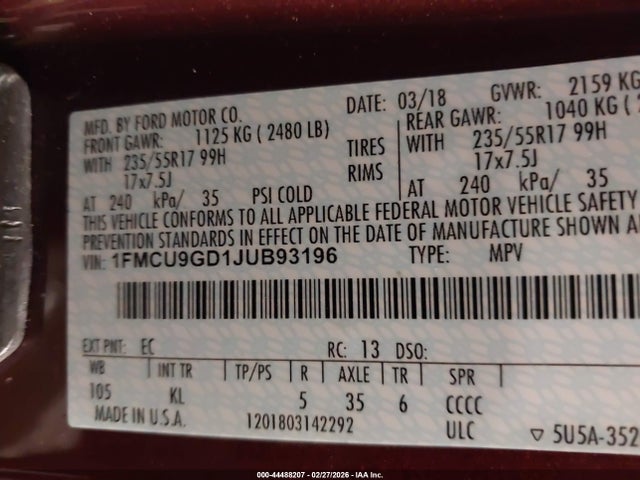 MFD. BY FORD MOTOR CO. DATE: 03/18 GVWR: 2159 KG
FRONT GAWR: 1125 KG ( 2480 LB) REAR GAWR: 1040 KG (
WITH 235/55R17 99H TIRES WITH 235/55R17 99H
17x7.5J RIMS 17x7.5J
AT 240 kPa/ 35 PSI COLD AT 240 kPa/ 35
THIS VEHICLE CONFORMS TO ALL APPLICABLE FEDERAL MOTOR VEHICLE SAFETY
STANDARDS IN EFFECT ON THE DATE OF MANUFACTURE SHOWN
VIN: 1FMCU9GD1JUB93196 TYPE: MPV
EXT PNT: EC RC: 13 DSO:
WB INT TR TP/PS R AXLE TR SPR
105 KL 5 35 6 CCCC
MADE IN U.S.A. 1201803142292 ULC ▽ 5U5A-352
000-44488207 - 02/27/2026 - IAA Inc.